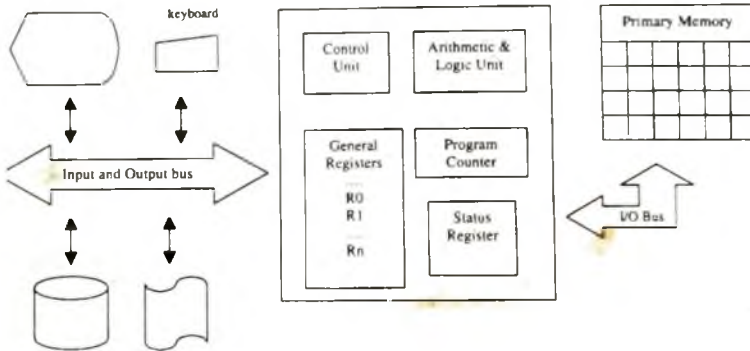 keyboard
Input and Output bus
Control
Unit
Arithmetic &
Logic Unit
General
Registers
R0
R1
Rn
Program
Counter
Status
Register
Primary Memory
I/O Bus